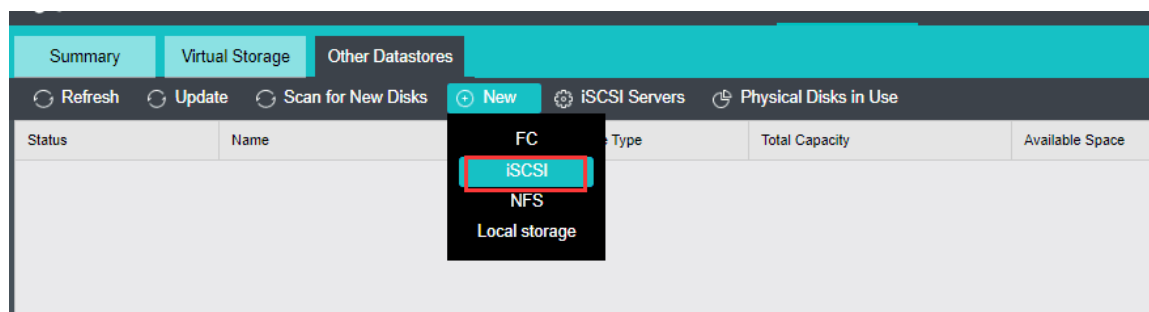 Summary Virtual Storage Other Datastores
Refresh Update Scan for New Disks New iSCSI Servers Physical Disks in Use
Status Name Type Total Capacity Available Space
FC
iSCSI
NFS
Local storage